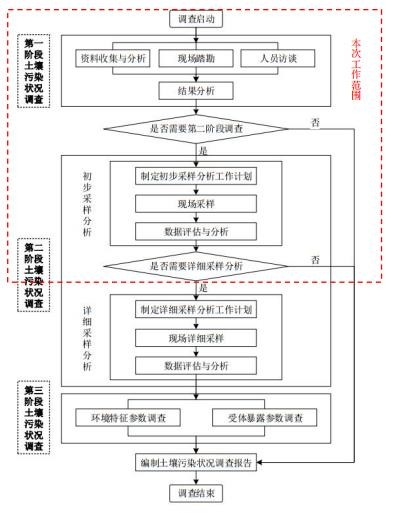 调查启动
第一
阶段
土壤
污染
状况
调查
资料收集与分析
现场踏勘
人员访谈
结果分析
本次工作范围
是否需要第二阶段调查
否
是
初步采样分析
制定初步采样分析工作计划
现场采样
数据评估与分析
第二
阶段
土壤
污染
状况
调查
是否需要详细采样分析
否
是
详细采样分析
制定详细采样分析工作计划
现场详细采样
数据评估与分析
第三
阶段
土壤
污染
状况
调查
环境特征参数调查
受体暴露参数调查
编制土壤污染状况调查报告
调查结束